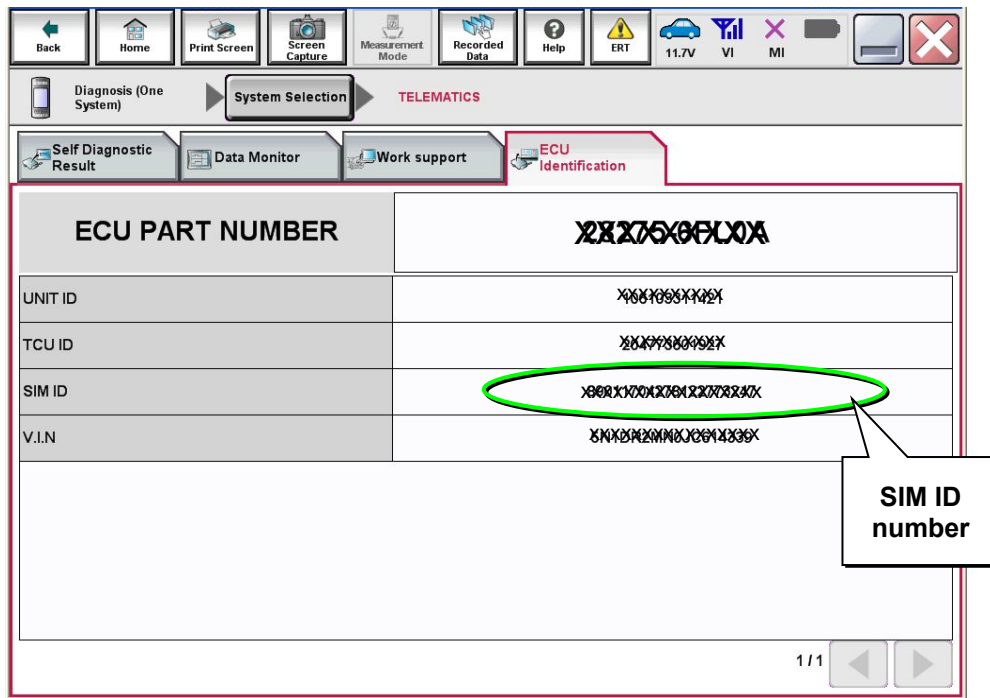 Back
Home
Print Screen
Screen
Capture
Measurement
Mode
Recorded
Data
Help
ERT
11.7V
VI
MI
Diagnosis (One
System)
System Selection
TELEMATICS
Self Diagnostic
Result
Data Monitor
Work support
ECU
Identification
ECU PART NUMBER
UNIT ID
TCU ID
SIM ID
V.I.N
SIM ID
number
1/1